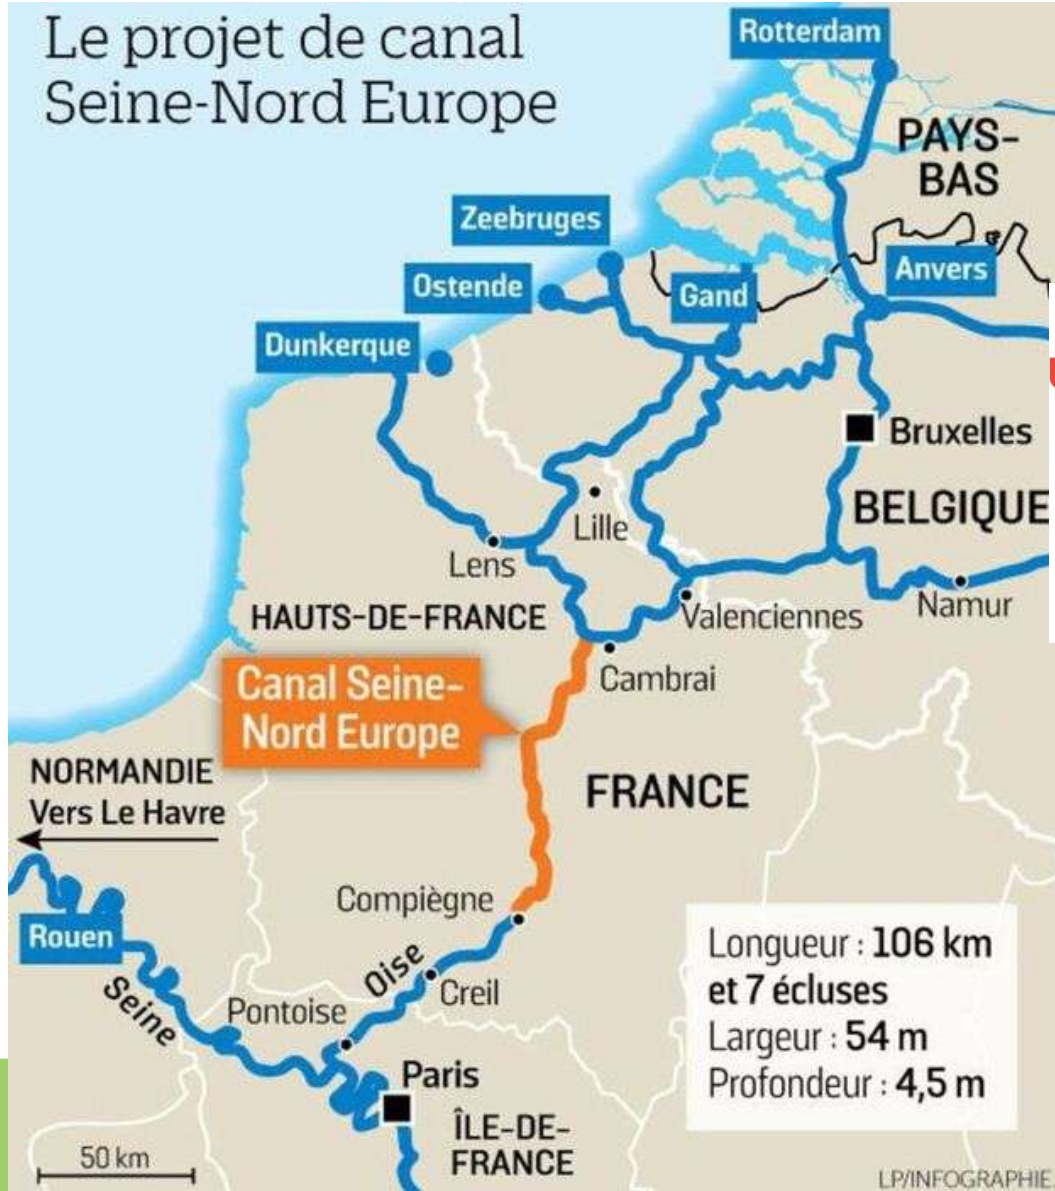 Le projet de canal
Seine-Nord Europe
Rotterdam
PAYS-
BAS
Zeebruges
Ostende
Gand
Anvers
Dunkerque
Bruxelles
BELGIQUE
Lille
Lens
HAUTS-DE-FRANCE
Valenciennes
Namur
Cambrai
Canal Seine-
Nord Europe
NORMANDIE
Vers Le Havre
FRANCE
Compiègne
Rouen
Oise
Creil
Seine
Pontoise
Paris
ÎLE-DE-
FRANCE
Longueur : 106 km
et 7 écluses
Largeur : 54 m
Profondeur : 4,5 m
50 km
LP/INFOGRAPHIE.